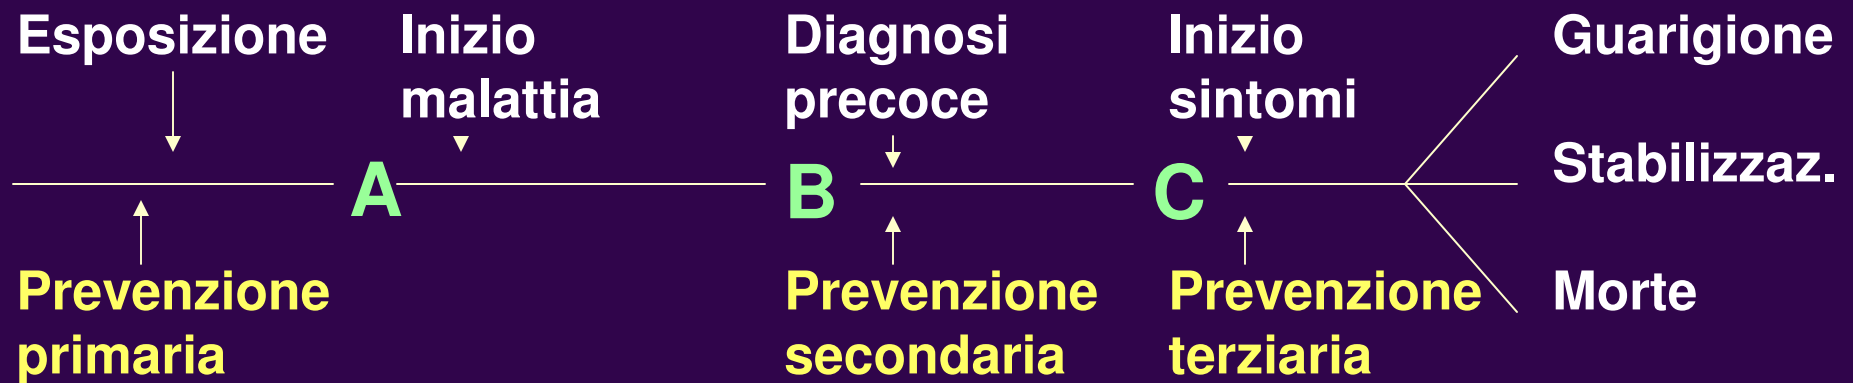 Esposizione
Inizio
malattia
Diagnosi
precoce
Inizio
sintomi
Guarigione
Stabilizzaz.
Morte
A
B
C
Prevenzione
primaria
Prevenzione
secondaria
Prevenzione
terziaria